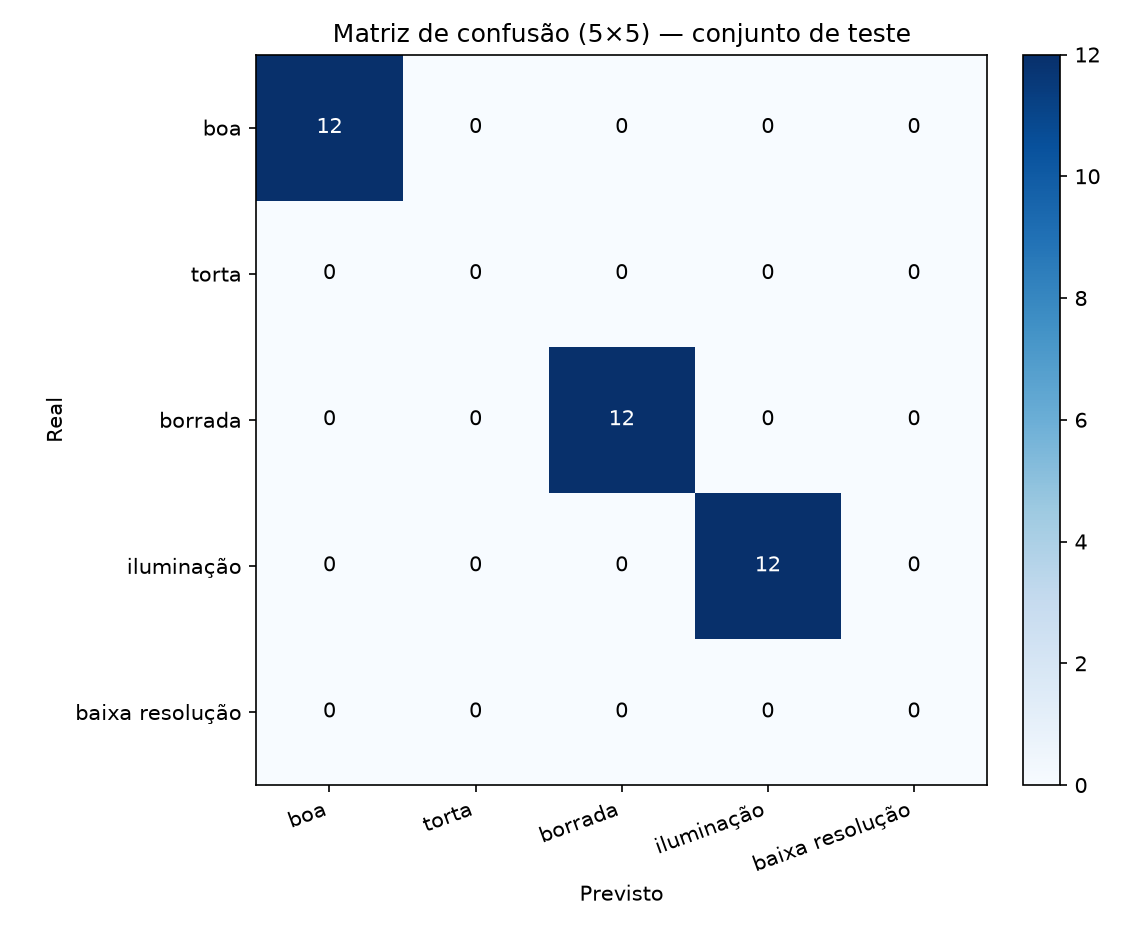 Matriz de confusão (5×5) — conjunto de teste
boa 12 0 0 0 0
torta 0 0 0 0 0
borrada 0 0 12 0 0
iluminação 0 0 0 12 0
baixa resolução 0 0 0 0 0
boa torta borrada iluminação baixa resolução
Previsto
Real
12
10
8
6
4
2
0